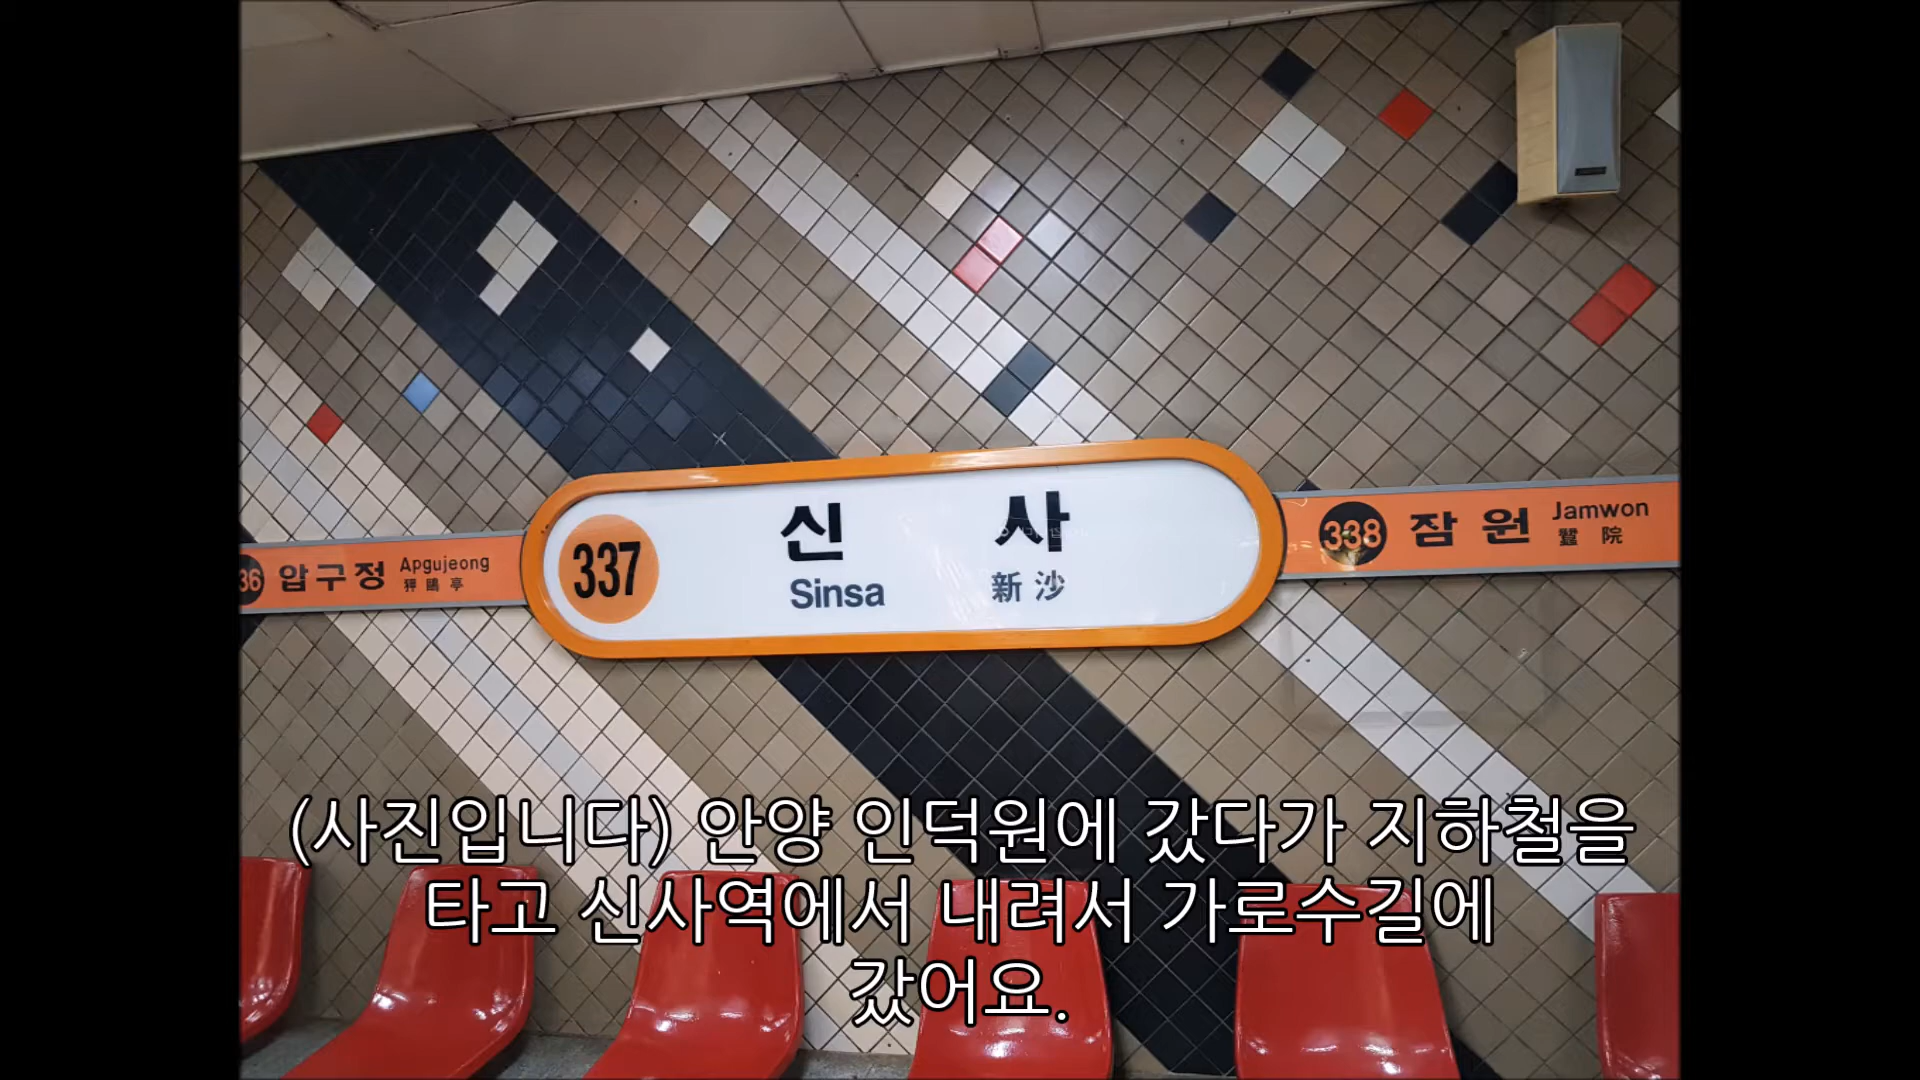 337
신 사
Sinsa
新 沙
36
압구정
Apgujeong
狎鷗亭
338
잠 원
Jamwon
蠶 院
(사진입니다) 안양 인덕원에 갔다가 지하철을
타고 신사역에서 내려서 가로수길에
갔어요.